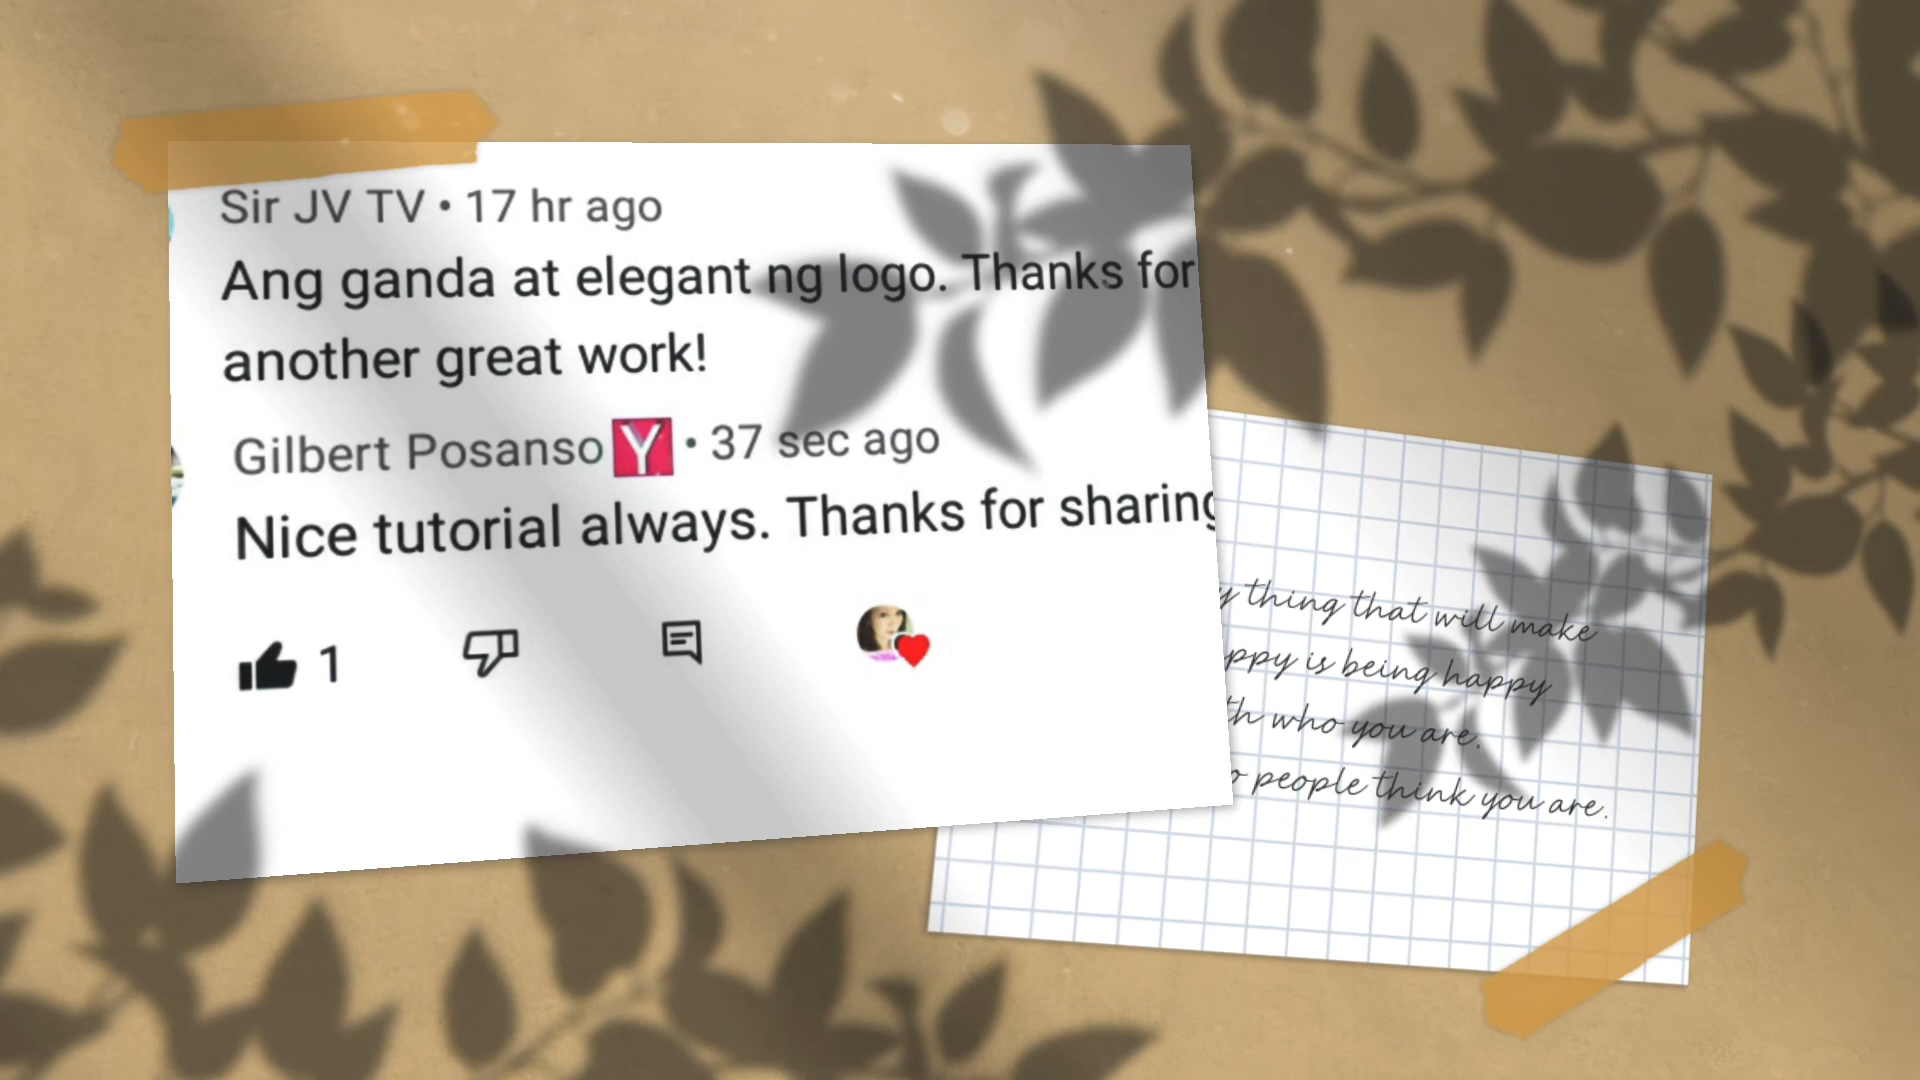 Sir JV TV • 17 hr ago
Ang ganda at elegant ng logo. Thanks for
another great work!
Gilbert Posanso Y • 37 sec ago
Nice tutorial always. Thanks for sharing
1
thing that will make
is being happy
who you are.
people think you are.